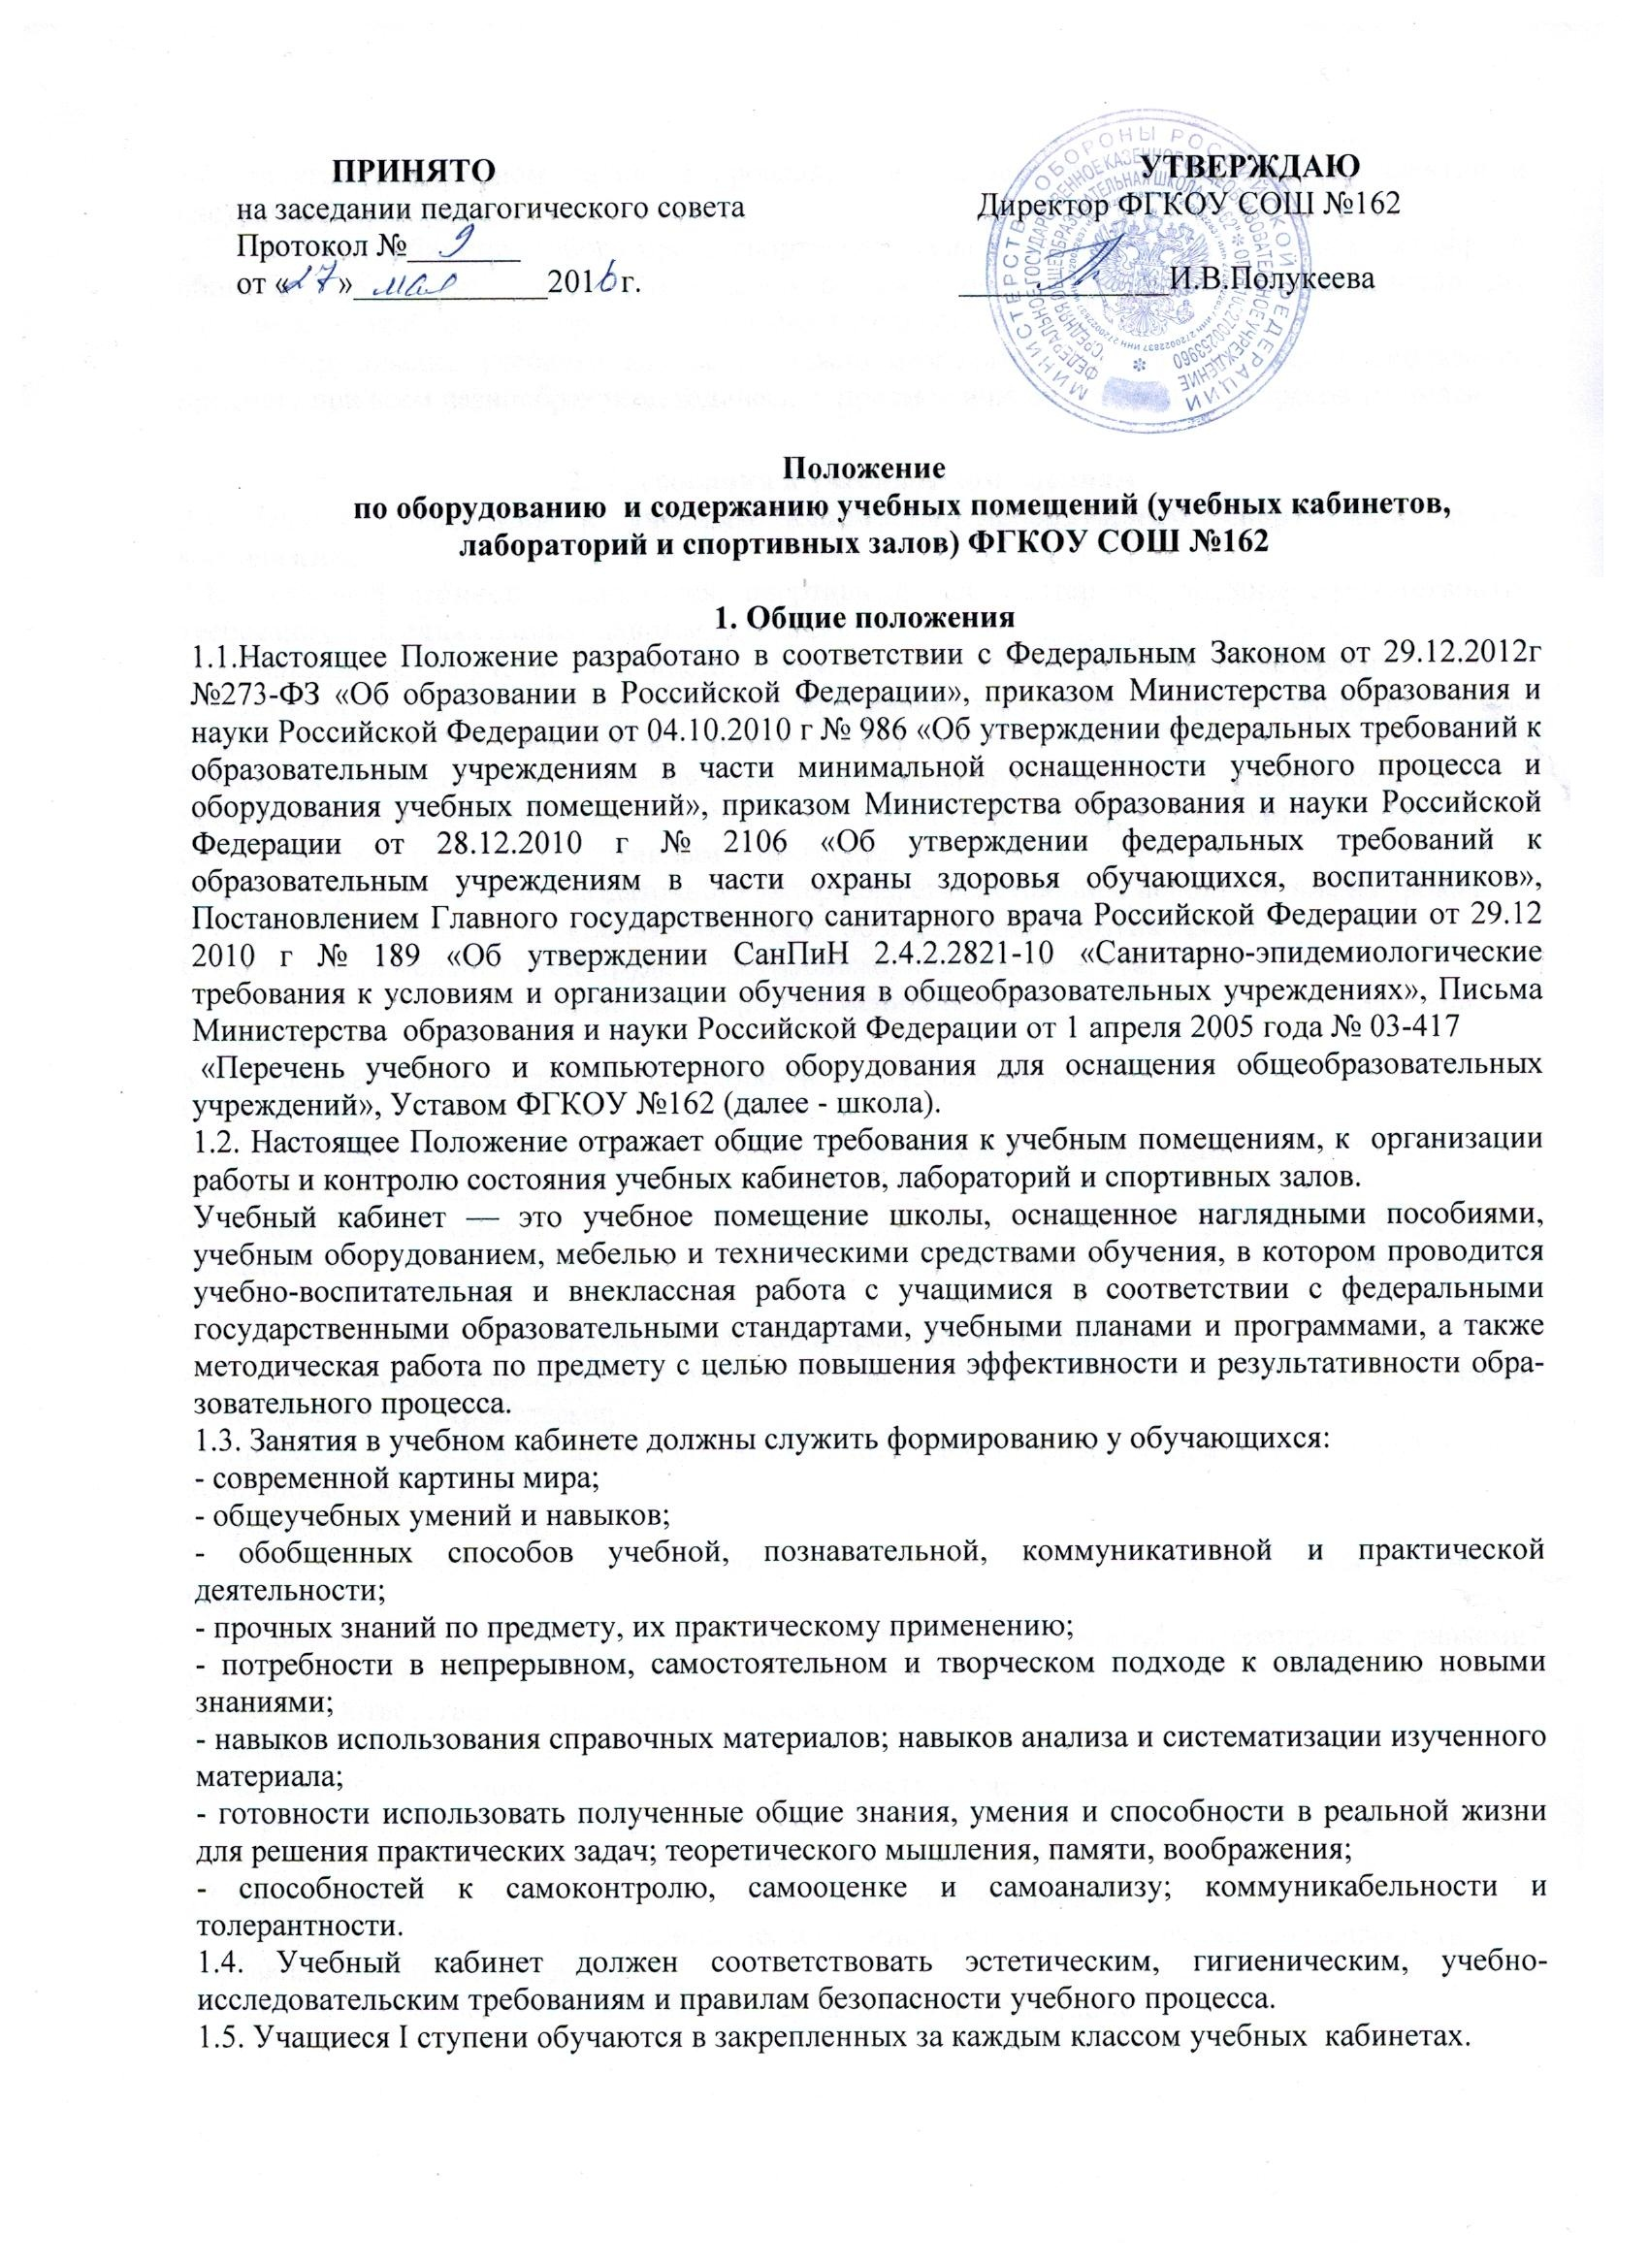 ПРИНЯТО
на заседании педагогического совета
Протокол № 9
от «27» мая 2016г.
УТВЕРЖДАЮ
Директор ФГКОУ СОШ №162
И.В.Полукеева
МИНИСТЕРСТВО ОБОРОНЫ РОССИЙСКОЙ ФЕДЕРАЦИИ
Положение
по оборудованию и содержанию учебных помещений (учебных кабинетов,
лабораторий и спортивных залов) ФГКОУ СОШ №162
1. Общие положения
1.1.Настоящее Положение разработано в соответствии с Федеральным Законом от 29.12.2012г
№273-ФЗ «Об образовании в Российской Федерации», приказом Министерства образования и
науки Российской Федерации от 04.10.2010 г № 986 «Об утверждении федеральных требований к
образовательным учреждениям в части минимальной оснащенности учебного процесса и
оборудования учебных помещений», приказом Министерства образования и науки Российской
Федерации от 28.12.2010 г № 2106 «Об утверждении федеральных требований к
образовательным учреждениям в части охраны здоровья обучающихся, воспитанников»,
Постановлением Главного государственного санитарного врача Российской Федерации от 29.12
2010 г № 189 «Об утверждении СанПиН 2.4.2.2821-10 «Санитарно-эпидемиологические
требования к условиям и организации обучения в общеобразовательных учреждениях», Письма
Министерства образования и науки Российской Федерации от 1 апреля 2005 года № 03-417
«Перечень учебного и компьютерного оборудования для оснащения общеобразовательных
учреждений», Уставом ФГКОУ №162 (далее - школа).
1.2. Настоящее Положение отражает общие требования к учебным помещениям, к организации
работы и контролю состояния учебных кабинетов, лабораторий и спортивных залов.
Учебный кабинет — это учебное помещение школы, оснащенное наглядными пособиями,
учебным оборудованием, мебелью и техническими средствами обучения, в котором проводится
учебно-воспитательная и внеклассная работа с учащимися в соответствии с федеральными
государственными образовательными стандартами, учебными планами и программами, а также
методическая работа по предмету с целью повышения эффективности и результативности обра-
зовательного процесса.
1.3. Занятия в учебном кабинете должны служить формированию у обучающихся:
- современной картины мира;
- общеучебных умений и навыков;
- обобщенных способов учебной, познавательной, коммуникативной и практической
деятельности;
- прочных знаний по предмету, их практическому применению;
- потребности в непрерывном, самостоятельном и творческом подходе к овладению новыми
знаниями;
- навыков использования справочных материалов; навыков анализа и систематизации изученного
материала;
- готовности использовать полученные общие знания, умения и способности в реальной жизни
для решения практических задач; теоретического мышления, памяти, воображения;
- способностей к самоконтролю, самооценке и самоанализу; коммуникабельности и
толерантности.
1.4. Учебный кабинет должен соответствовать эстетическим, гигиеническим, учебно-
исследовательским требованиям и правилам безопасности учебного процесса.
1.5. Учащиеся I ступени обучаются в закрепленных за каждым классом учебных кабинетах.